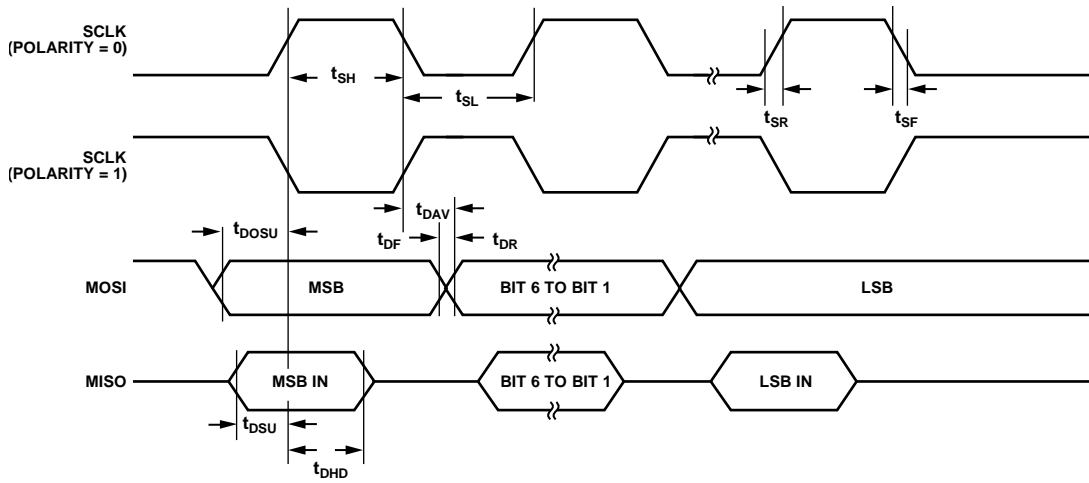 SCLK
(POLARITY = 0)
tSH
tSL
tSR
tSF
SCLK
(POLARITY = 1)
tDAV
tDOSU
tDF
tDR
MOSI
MSB
BIT 6 TO BIT 1
LSB
MISO
MSB IN
BIT 6 TO BIT 1
LSB IN
tDSU
tDHD